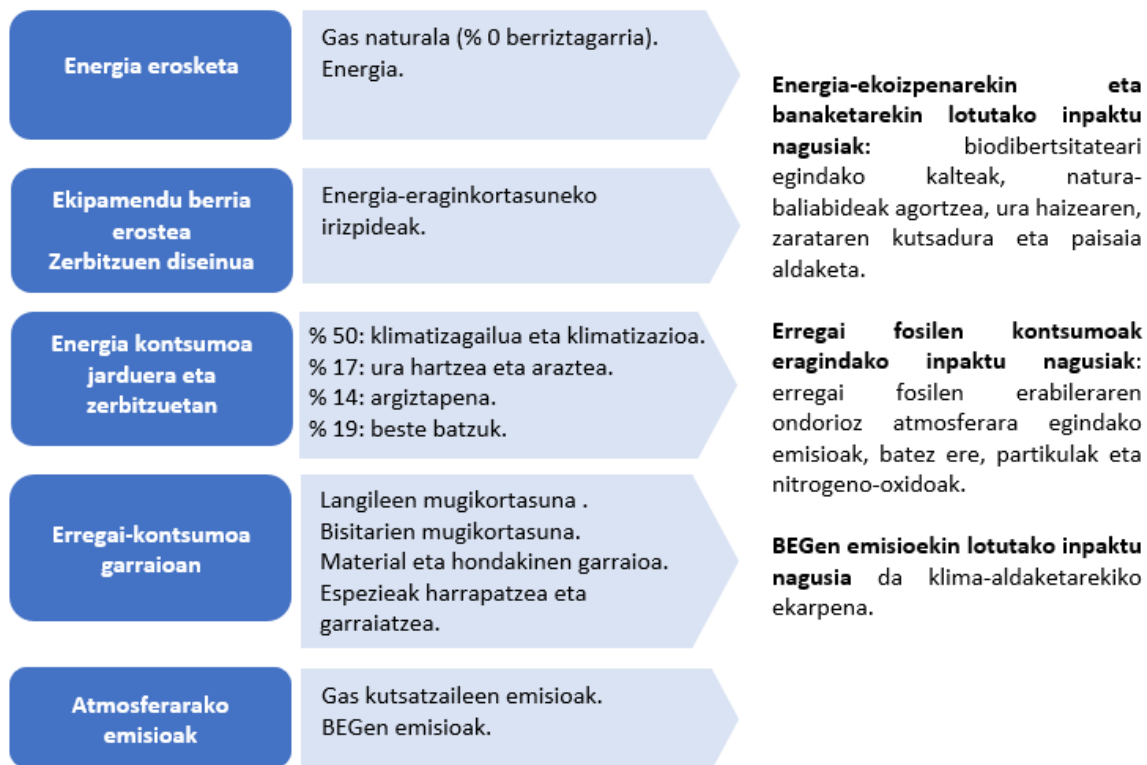 Energia erosketa
Gas naturala (% 0 berriztagarria).
Energia.
Ekipamendu berria
erostea
Zerbitzuen diseinua
Energia-eraginkortasuneko
irizpideak.
Energia kontsumoa
jarduera eta
zerbitzuetan
% 50: klimatizagailua eta klimatizazioa.
% 17: ura hartzea eta araztea.
% 14: argiztapena.
% 19: beste batzuk.
Erregai-kontsumoa
garraioan
Langileen mugikortasuna .
Bisitarien mugikortasuna.
Material eta hondakinen garraioa.
Espezieak harrapatzea eta
garraiatzea.
Atmosferarako
emisioak
Gas kutsatzaileen emisioak.
BEGen emisioak.
Energia-ekoizpenarekin eta
banaketarekin lotutako inpaktu
nagusiak: biodibertsitateari
egindako kalteak, natura-
baliabideak agortzea, ura haizearen,
zarataren kutsadura eta paisaia
aldaketa.
Erregai fosilen kontsumoak
eragindako inpaktu nagusiak:
erregai fosilen erabileraren
ondorioz atmosferara egindako
emisioak, batez ere, partikulak eta
nitrogeno-oxidoak.
BEGen emisioekin lotutako inpaktu
nagusia da klima-aldaketarekiko
ekarpena.